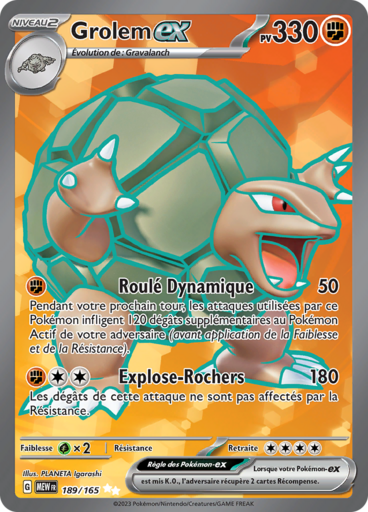 NIVEAU 2
Grolem ex PV 330
Évolution de : Gravalanch
Roulé Dynamique 50
Pendant votre prochain tour, les attaques utilisées par ce
Pokémon infligent 120 dégâts supplémentaires au Pokémon
Actif de votre adversaire (avant application de la Faiblesse
et de la Résistance).
Explose-Rochers 180
Les dégâts de cette attaque ne sont pas affectés par la
Résistance.
Faiblesse ×2 Résistance Retraite
Illus. PLANETA Igarashi
G MEW FR 189/165
Règle des Pokémon-ex Lorsque votre Pokémon-ex
est mis K.O., l'adversaire récupère 2 cartes Récompense.
©2023 Pokémon/Nintendo/Creatures/GAME FREAK